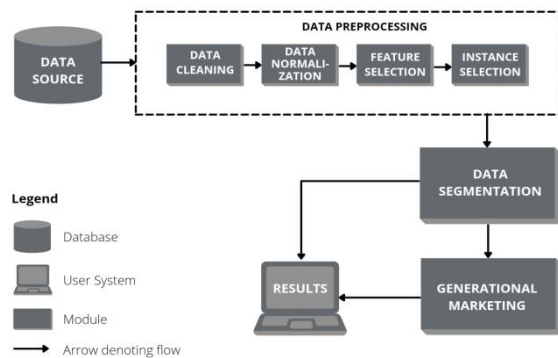 DATA PREPROCESSING
DATA
SOURCE
DATA
CLEANING
DATA
NORMALI-
ZATION
FEATURE
SELECTION
INSTANCE
SELECTION
DATA
SEGMENTATION
Legend
Database
User System
Module
Arrow denoting flow
RESULTS
GENERATIONAL
MARKETING